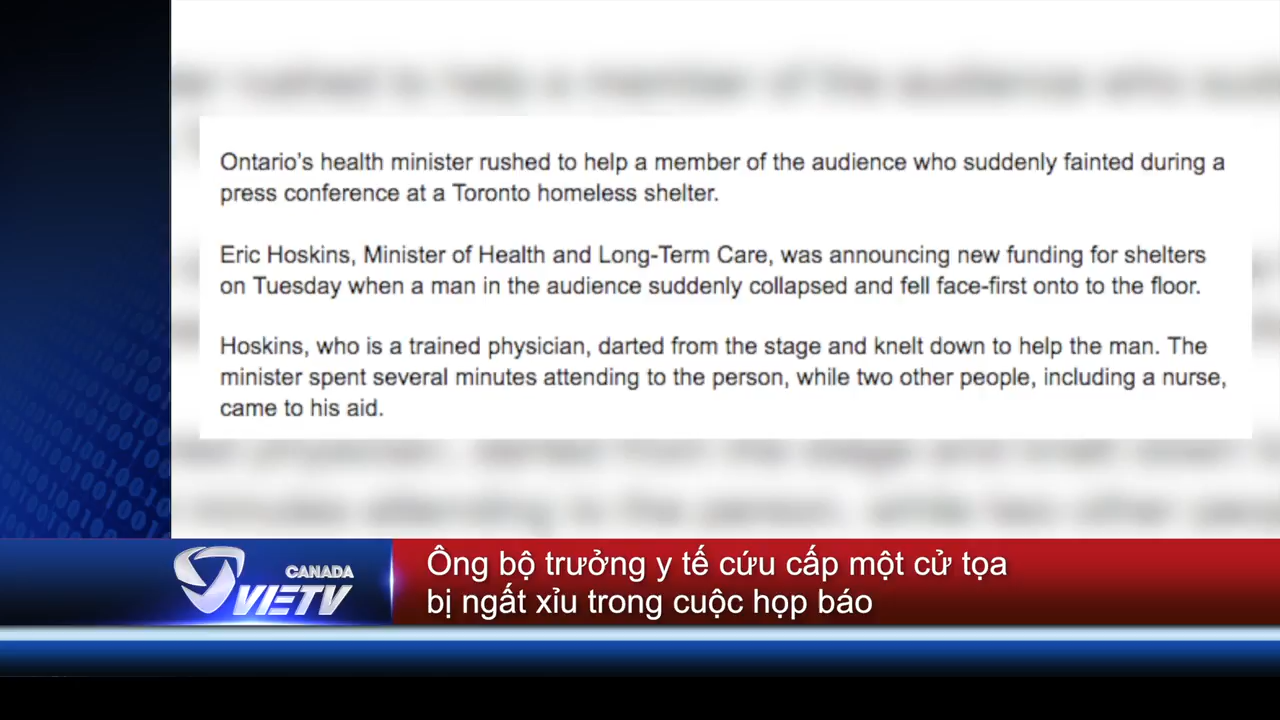 Ontario’s health minister rushed to help a member of the audience who suddenly fainted during a
press conference at a Toronto homeless shelter.
Eric Hoskins, Minister of Health and Long-Term Care, was announcing new funding for shelters
on Tuesday when a man in the audience suddenly collapsed and fell face-first onto to the floor.
Hoskins, who is a trained physician, darted from the stage and knelt down to help the man. The
minister spent several minutes attending to the person, while two other people, including a nurse,
came to his aid.
CANADA
VIETV
Ông bộ trưởng y tế cứu cấp một cử tọa
bị ngất xỉu trong cuộc họp báo